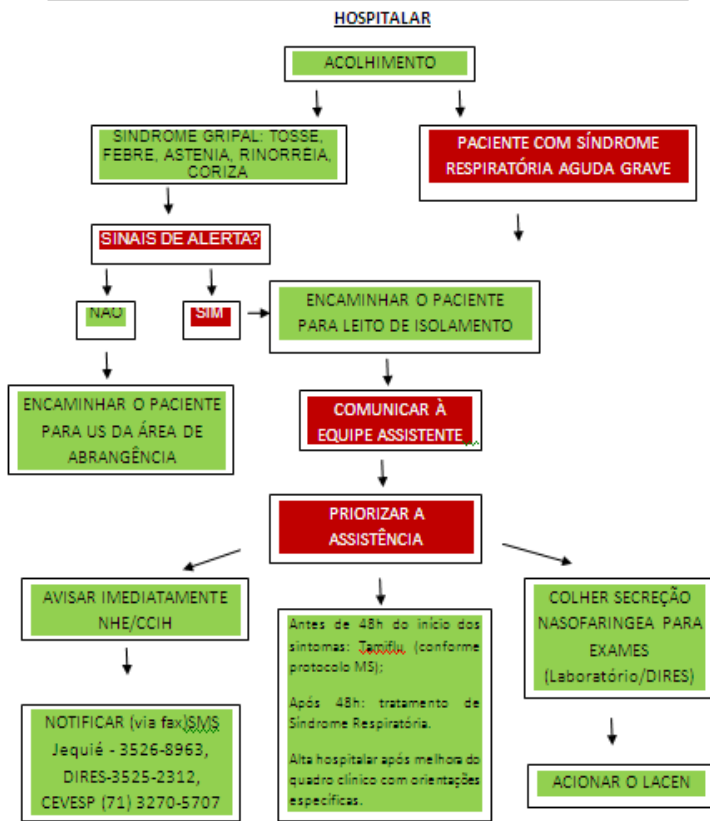 HOSPITALAR
ACOLHIMENTO
SINDROME GRIPAL: TOSSE,
FEBRE, ASTENIA, RINORREIA,
CORIZA
PACIENTE COM SÍNDROME
RESPIRATÓRIA AGUDA GRAVE
SINAIS DE ALERTA?
NÃO
SIM
ENCAMINHAR O PACIENTE
PARA LEITO DE ISOLAMENTO
ENCAMINHAR O PACIENTE
PARA US DA ÁREA DE
ABRANGÊNCIA
COMUNICAR À
EQUIPE ASSISTENTE
PRIORIZAR A
ASSISTÊNCIA
AVISAR IMEDIATAMENTE
NHE/CCIH
Antes de 48h do início dos
sintomas: Tamiflu (conforme
protocolo MS);
Após 48h: tratamento de
Síndrome Respiratória.
Alta hospitalar após melhora do
quadro clínico com orientações
específicas.
COLHER SECREÇÃO
NASOFARINGEA PARA
EXAMES
(Laboratório/DIRES)
NOTIFICAR (via fax)SMS
Jequié - 3526-8963,
DIRES-3525-2312,
CEVESP (71) 3270-5707
ACIONAR O LACEN